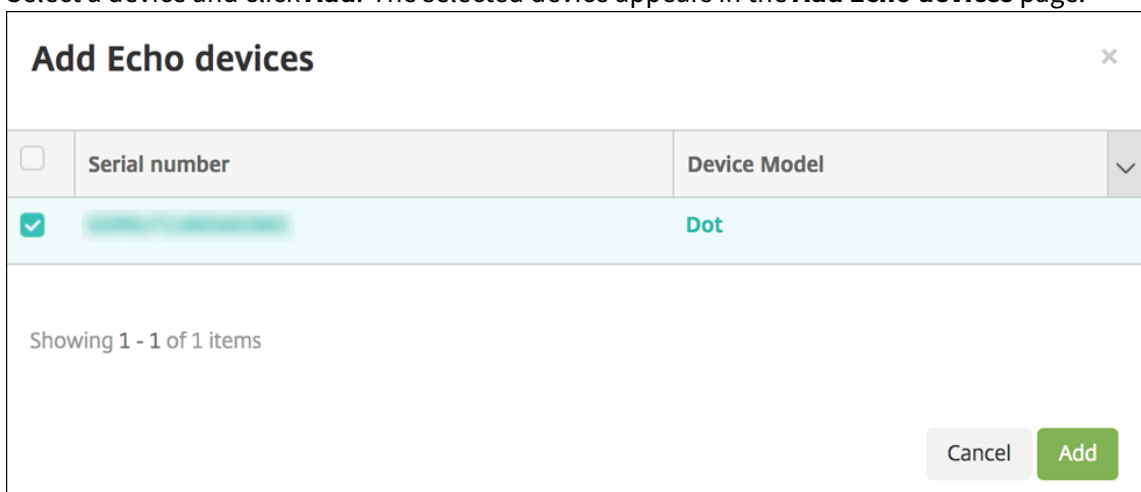 Select a device and click Add. The selected device appears in the Add Echo devices page.
Add Echo devices ×
Serial number Device Model
Dot
Showing 1 - 1 of 1 items
Cancel Add